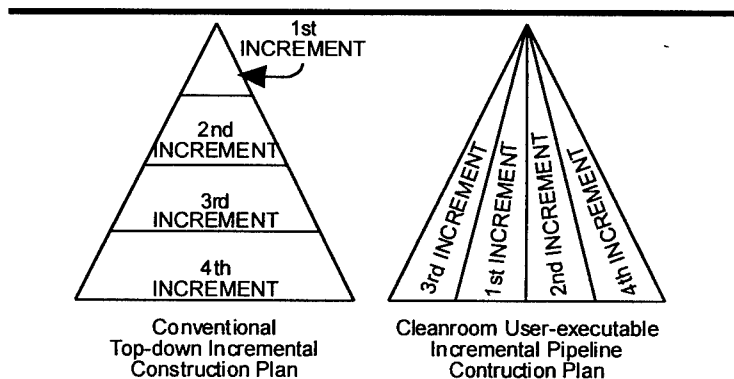 1st
INCREMENT
2nd
INCREMENT
3rd
INCREMENT
4th
INCREMENT
Conventional
Top-down Incremental
Construction Plan
3rd INCREMENT
1st INCREMENT
2nd INCREMENT
4th INCREMENT
Cleanroom User-executable
Incremental Pipeline
Contruction Plan